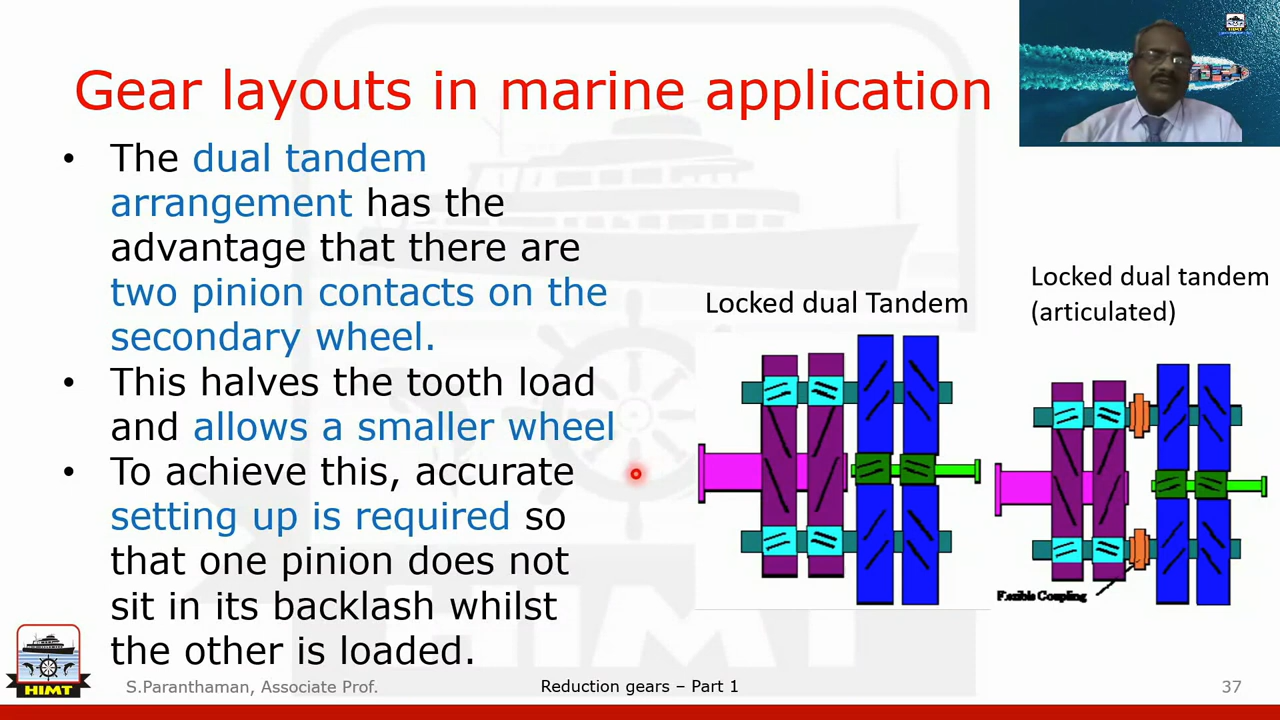 Gear layouts in marine application
• The dual tandem
arrangement has the
advantage that there are
two pinion contacts on the
secondary wheel.
• This halves the tooth load
and allows a smaller wheel
• To achieve this, accurate
setting up is required so
that one pinion does not
sit in its backlash whilst
the other is loaded.
Locked dual Tandem
Locked dual tandem
(articulated)
Flexible Coupling
HIMT
HIMT
HIMT
S.Paranthaman, Associate Prof.
Reduction gears – Part 1
37